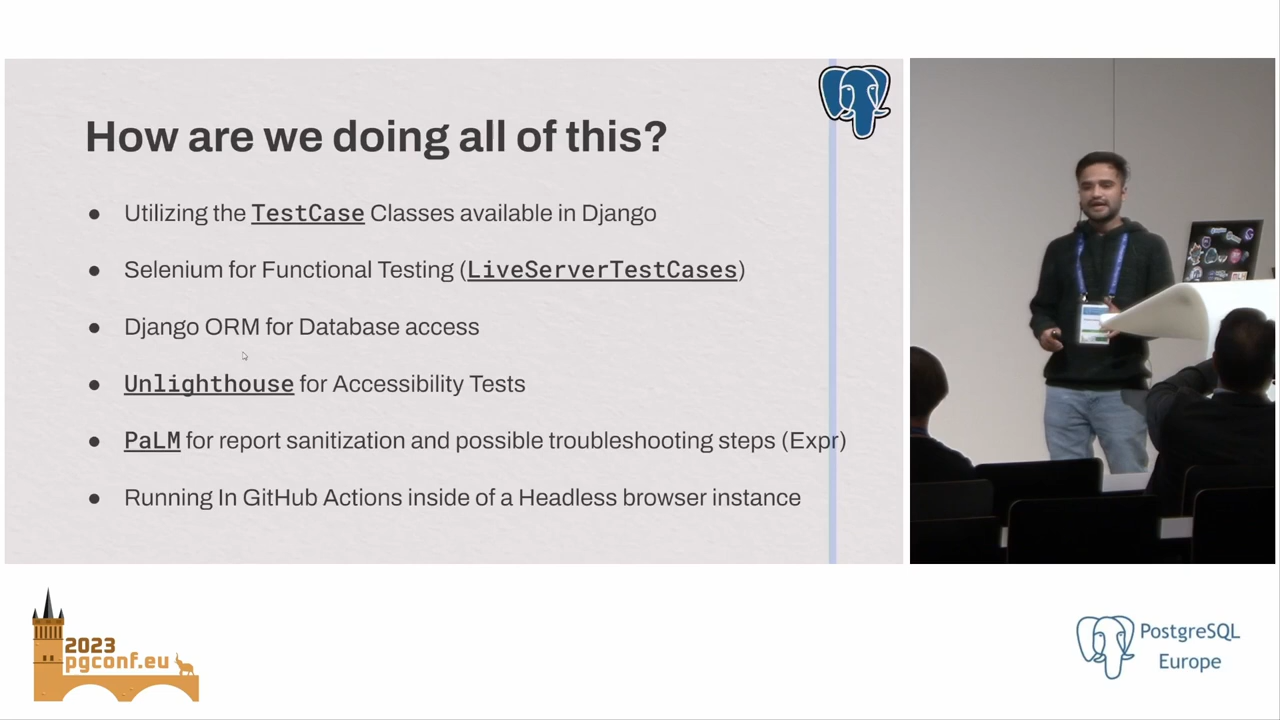 How are we doing all of this?
● Utilizing the TestCase Classes available in Django
● Selenium for Functional Testing (LiveServerTestCases)
● Django ORM for Database access
● Unlighthouse for Accessibility Tests
● PaLM for report sanitization and possible troubleshooting steps (Expr)
● Running In GitHub Actions inside of a Headless browser instance
2023
pgconf.eu
PostgreSQL
Europe